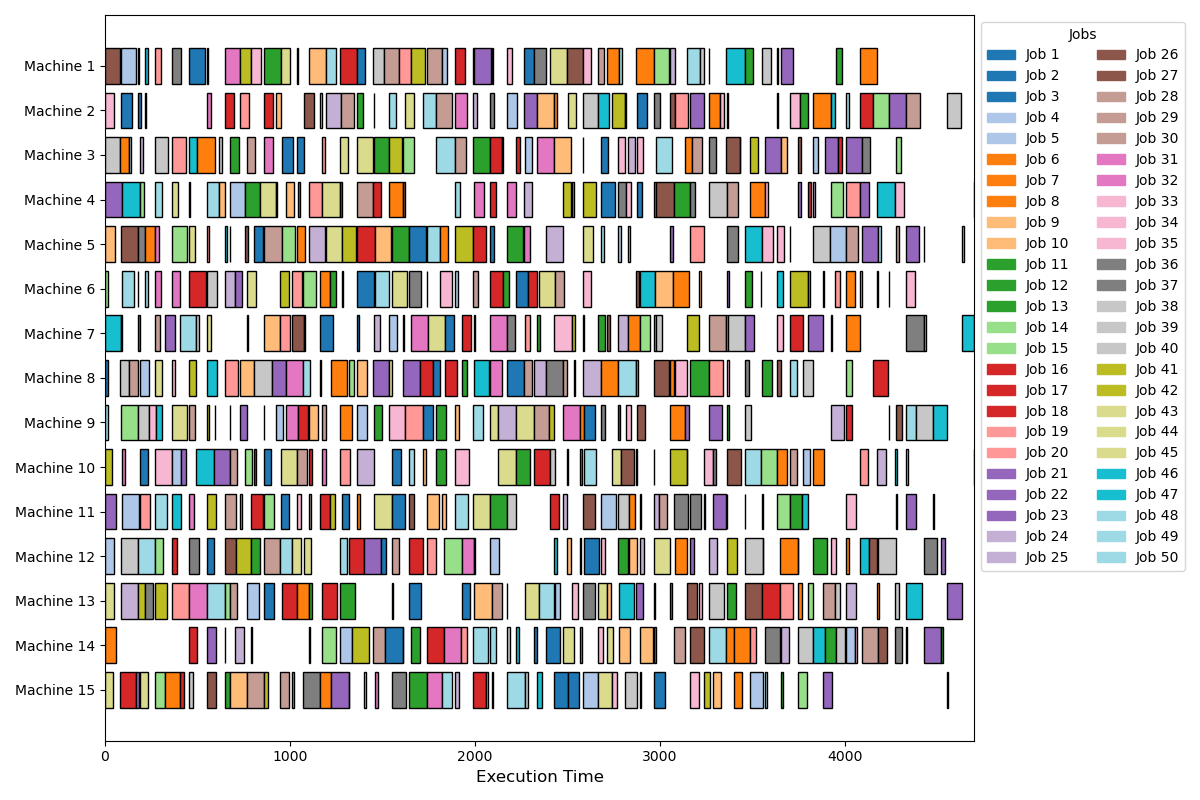 Machine 1
Machine 2
Machine 3
Machine 4
Machine 5
Machine 6
Machine 7
Machine 8
Machine 9
Machine 10
Machine 11
Machine 12
Machine 13
Machine 14
Machine 15
0 1000 2000 3000 4000
Execution Time
Jobs
Job 1
Job 2
Job 3
Job 4
Job 5
Job 6
Job 7
Job 8
Job 9
Job 10
Job 11
Job 12
Job 13
Job 14
Job 15
Job 16
Job 17
Job 18
Job 19
Job 20
Job 21
Job 22
Job 23
Job 24
Job 25
Job 26
Job 27
Job 28
Job 29
Job 30
Job 31
Job 32
Job 33
Job 34
Job 35
Job 36
Job 37
Job 38
Job 39
Job 40
Job 41
Job 42
Job 43
Job 44
Job 45
Job 46
Job 47
Job 48
Job 49
Job 50